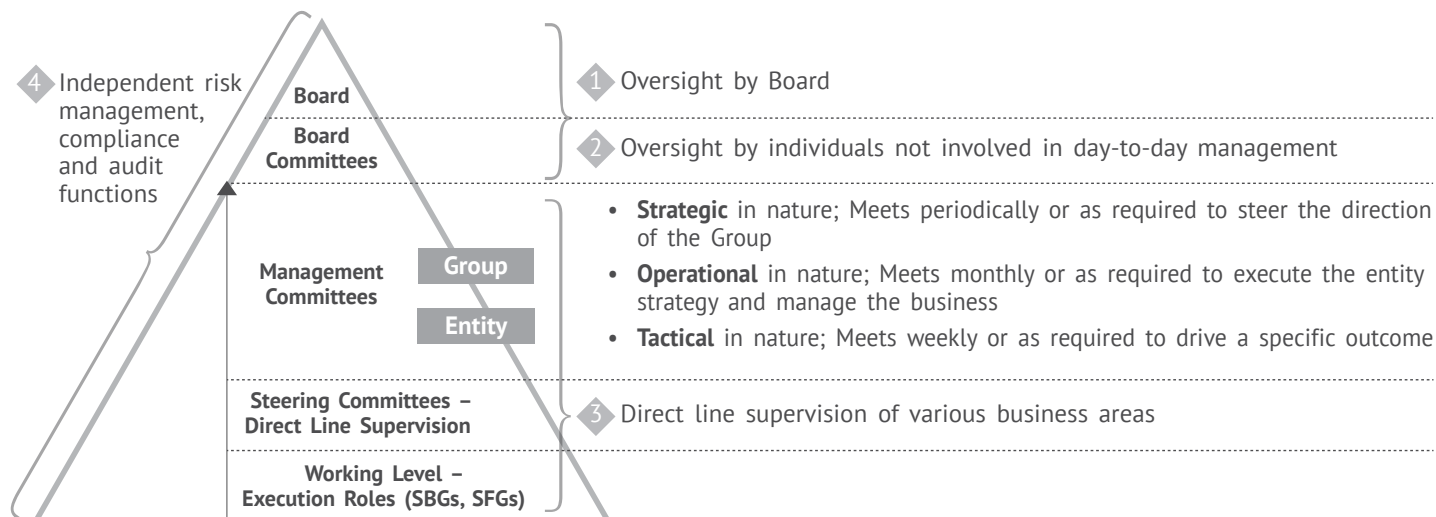 4 Independent risk
management,
compliance
and audit
functions
Board
1 Oversight by Board
Board
Committees
2 Oversight by individuals not involved in day-to-day management
Management
Committees
Group
Entity
• Strategic in nature; Meets periodically or as required to steer the direction
of the Group
• Operational in nature; Meets monthly or as required to execute the entity
strategy and manage the business
• Tactical in nature; Meets weekly or as required to drive a specific outcome
Steering Committees –
Direct Line Supervision
3 Direct line supervision of various business areas
Working Level –
Execution Roles (SBGs, SFGs)